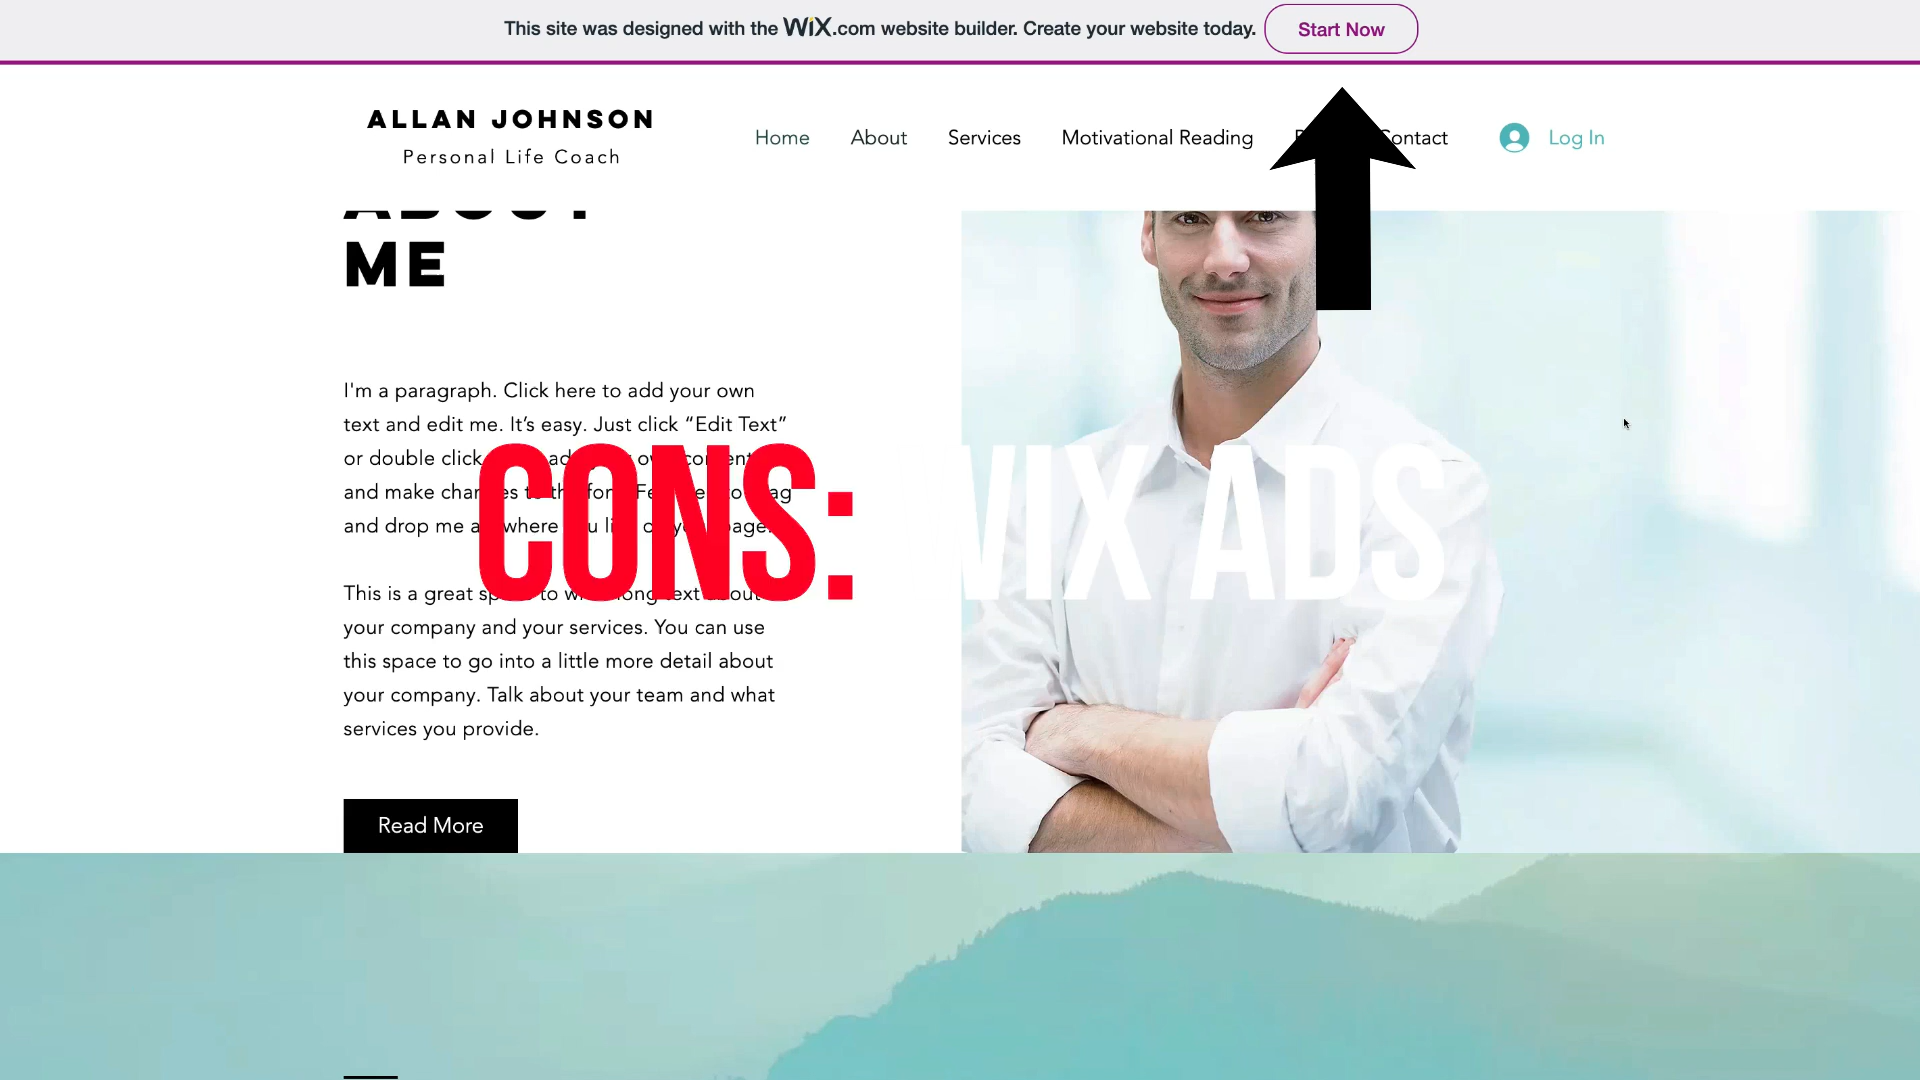 This site was designed with the WiX.com website builder. Create your website today. Start Now
ALLAN JOHNSON
Personal Life Coach
Home About Services Motivational Reading Contact Log In
ABOUT
ME
I'm a paragraph. Click here to add your own
text and edit me. It's easy. Just click “Edit Text”
or double click
and make
and drop me
CONS: WIX ADS
This is a great
your company and your services. You can use
this space to go into a little more detail about
your company. Talk about your team and what
services you provide.
Read More